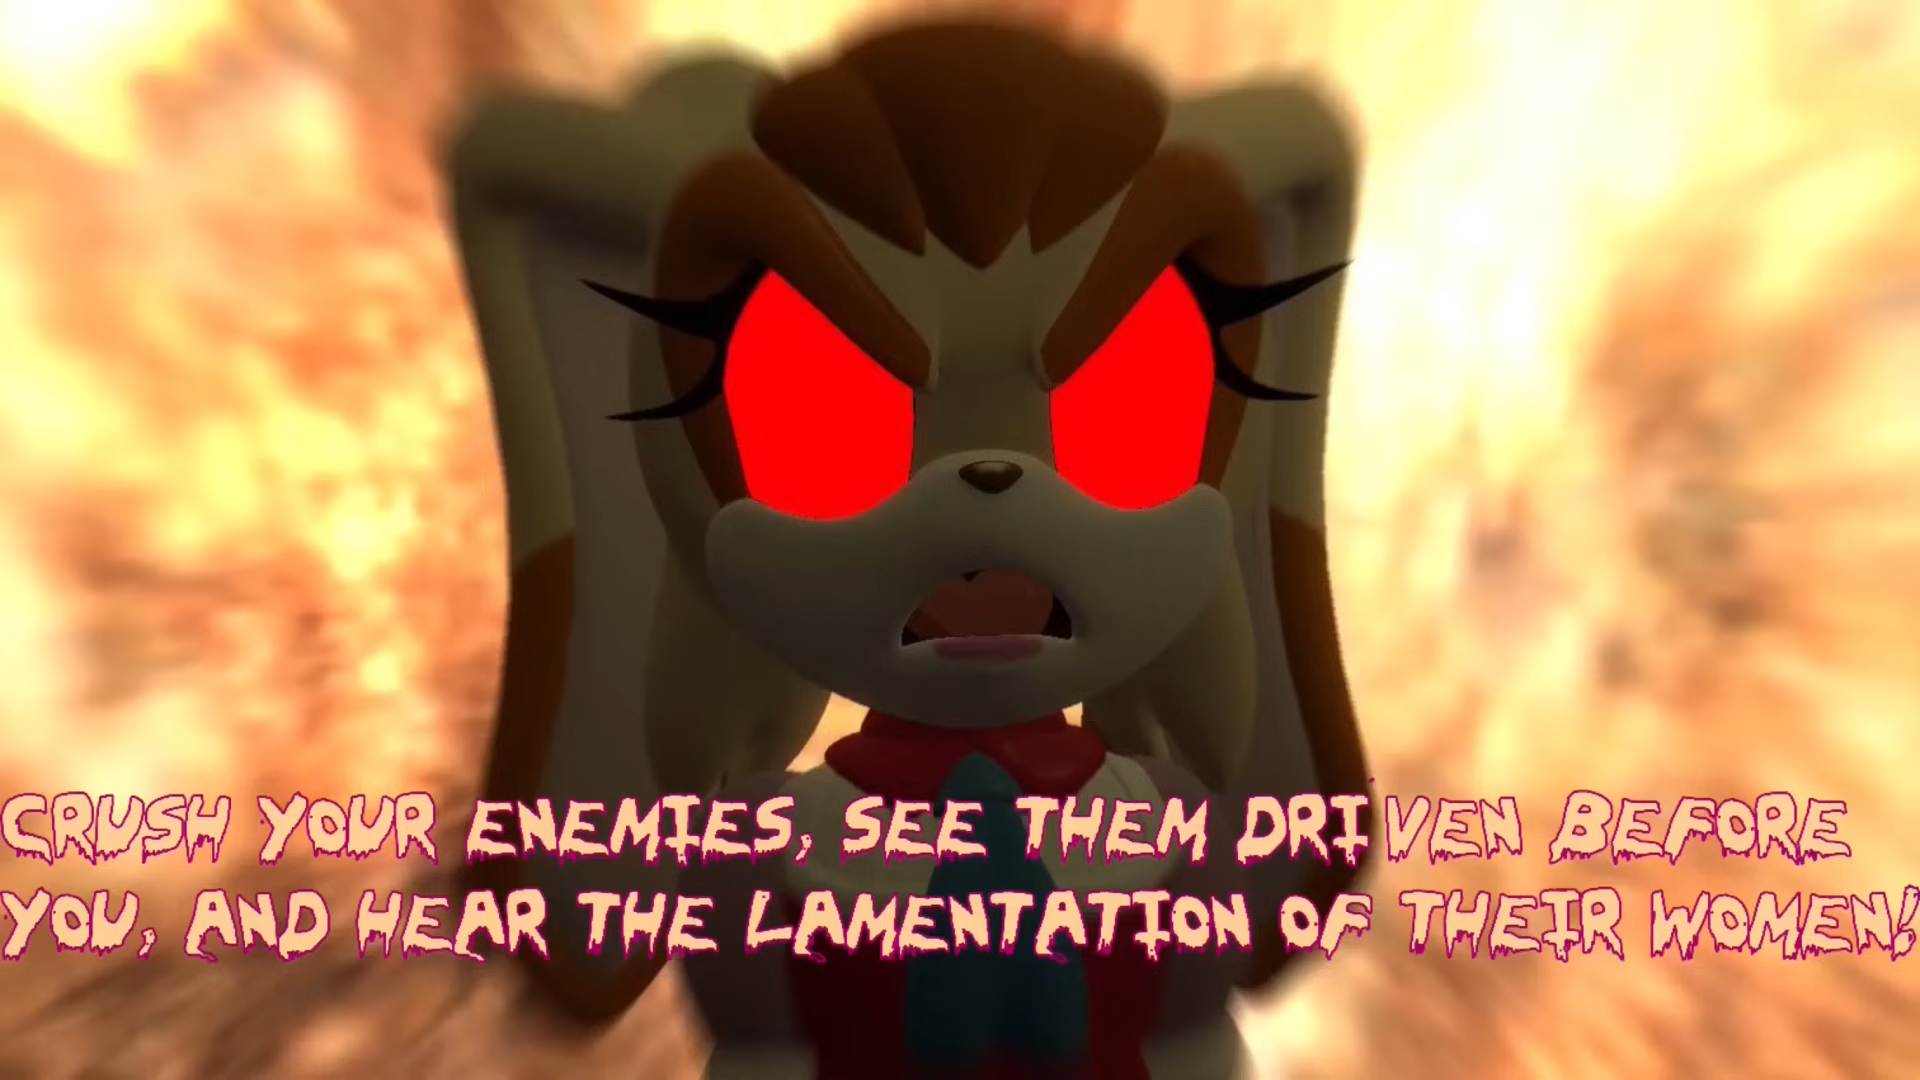 CRUSH YOUR ENEMIES, SEE THEM DRIVEN BEFORE
YOU, AND HEAR THE LAMENTATION OF THEIR WOMEN!